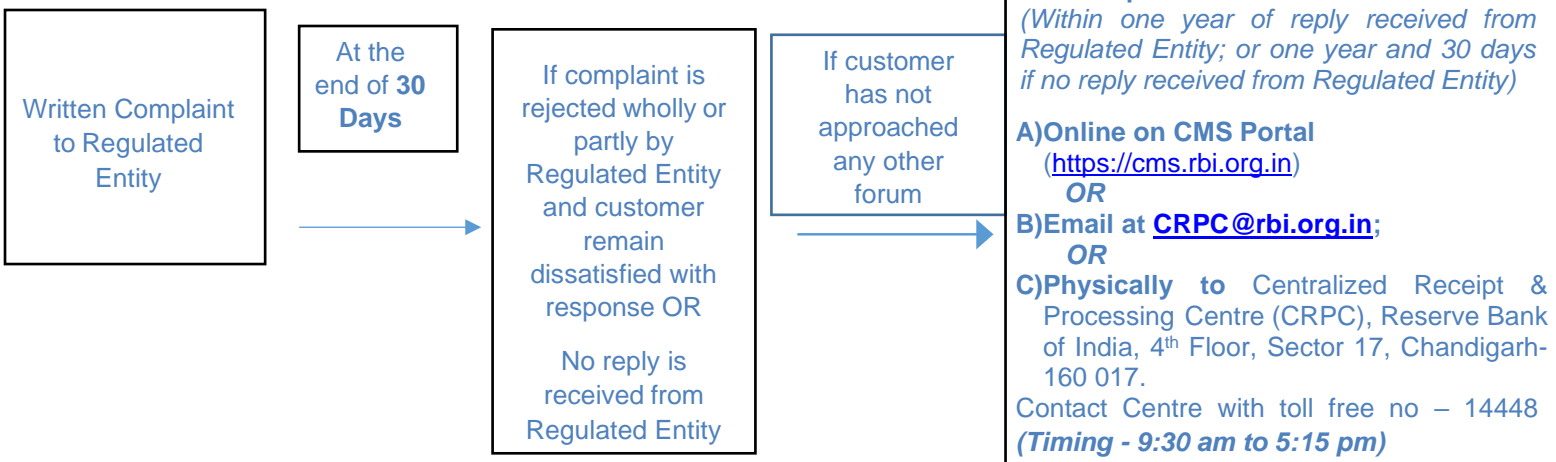 Written Complaint
to Regulated
Entity
At the
end of 30
Days
If complaint is
rejected wholly or
partly by
Regulated Entity
and customer
remain
dissatisfied with
response OR
No reply is
received from
Regulated Entity
If customer
has not
approached
any other
forum
(Within one year of reply received from
Regulated Entity; or one year and 30 days
if no reply received from Regulated Entity)
A)Online on CMS Portal
(https://cms.rbi.org.in)
OR
B)Email at CRPC@rbi.org.in;
OR
C)Physically to Centralized Receipt &
Processing Centre (CRPC), Reserve Bank
of India, 4th Floor, Sector 17, Chandigarh-
160 017.
Contact Centre with toll free no – 14448
(Timing - 9:30 am to 5:15 pm)